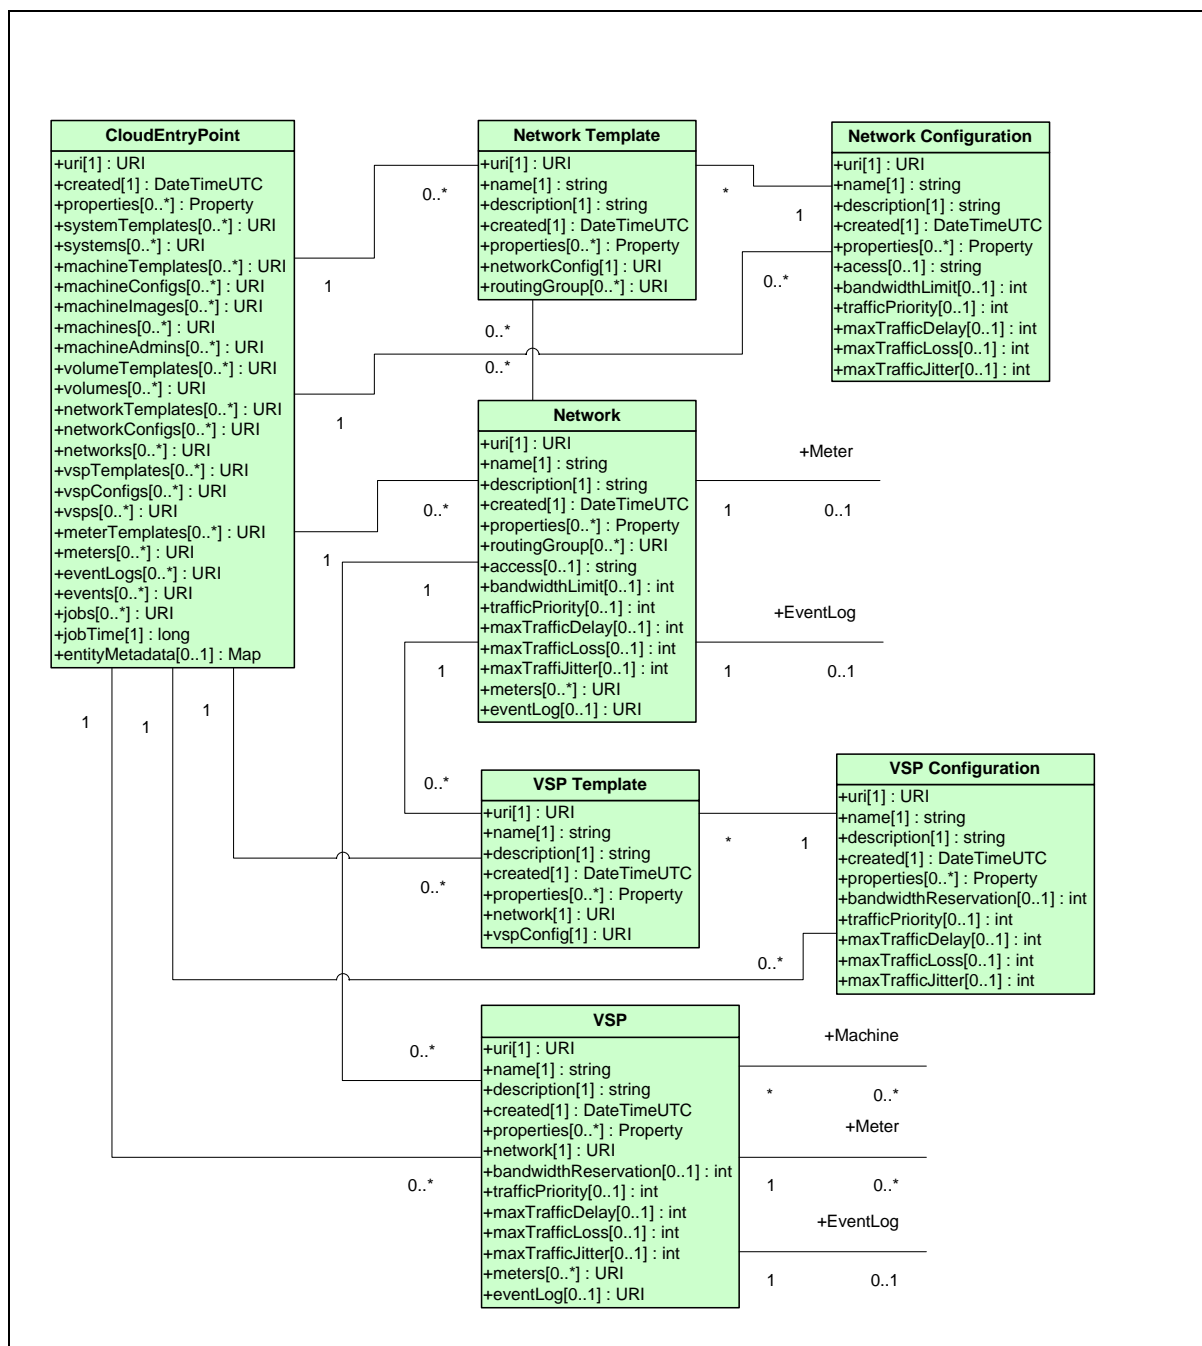 CloudEntryPoint
+uri[1] : URI
+created[1] : DateTimeUTC
+properties[0..*] : Property
+systemTemplates[0..*] : URI
+systems[0..*] : URI
+machineTemplates[0..*] : URI
+machineConfigs[0..*] : URI
+machineImages[0..*] : URI
+machines[0..*] : URI
+machineAdmins[0..*] : URI
+volumeTemplates[0..*] : URI
+volumes[0..*] : URI
+networkTemplates[0..*] : URI
+networkConfigs[0..*] : URI
+networks[0..*] : URI
+vspTemplates[0..*] : URI
+vspConfigs[0..*] : URI
+vsps[0..*] : URI
+meterTemplates[0..*] : URI
+meters[0..*] : URI
+eventLogs[0..*] : URI
+events[0..*] : URI
+jobs[0..*] : URI
+jobTime[1] : long
+entityMetadata[0..1] : Map
1
0..*
1
0..*
1
0..*
1
0..*
1
0..*
1
0..*
Network Template
+uri[1] : URI
+name[1] : string
+description[1] : string
+created[1] : DateTimeUTC
+properties[0..*] : Property
+networkConfig[1] : URI
+routingGroup[0..*] : URI
*
1
Network Configuration
+uri[1] : URI
+name[1] : string
+description[1] : string
+created[1] : DateTimeUTC
+properties[0..*] : Property
+acess[0..1] : string
+bandwidthLimit[0..1] : int
+trafficPriority[0..1] : int
+maxTrafficDelay[0..1] : int
+maxTrafficLoss[0..1] : int
+maxTrafficJitter[0..1] : int
0..*
0..*
Network
+uri[1] : URI
+name[1] : string
+description[1] : string
+created[1] : DateTimeUTC
+properties[0..*] : Property
+routingGroup[0..*] : URI
+access[0..1] : string
+bandwidthLimit[0..1] : int
+trafficPriority[0..1] : int
+maxTrafficDelay[0..1] : int
+maxTrafficLoss[0..1] : int
+maxTraffiJitter[0..1] : int
+meters[0..*] : URI
+eventLog[0..1] : URI
+Meter
1
0..1
+EventLog
1
0..1
1
0..*
1
0..*
VSP Template
+uri[1] : URI
+name[1] : string
+description[1] : string
+created[1] : DateTimeUTC
+properties[0..*] : Property
+network[1] : URI
+vspConfig[1] : URI
*
1
VSP Configuration
+uri[1] : URI
+name[1] : string
+description[1] : string
+created[1] : DateTimeUTC
+properties[0..*] : Property
+bandwidthReservation[0..1] : int
+trafficPriority[0..1] : int
+maxTrafficDelay[0..1] : int
+maxTrafficLoss[0..1] : int
+maxTrafficJitter[0..1] : int
VSP
+uri[1] : URI
+name[1] : string
+description[1] : string
+created[1] : DateTimeUTC
+properties[0..*] : Property
+network[1] : URI
+bandwidthReservation[0..1] : int
+trafficPriority[0..1] : int
+maxTrafficDelay[0..1] : int
+maxTrafficLoss[0..1] : int
+maxTrafficJitter[0..1] : int
+meters[0..*] : URI
+eventLog[0..1] : URI
+Machine
*
0..*
+Meter
1
0..*
+EventLog
1
0..1